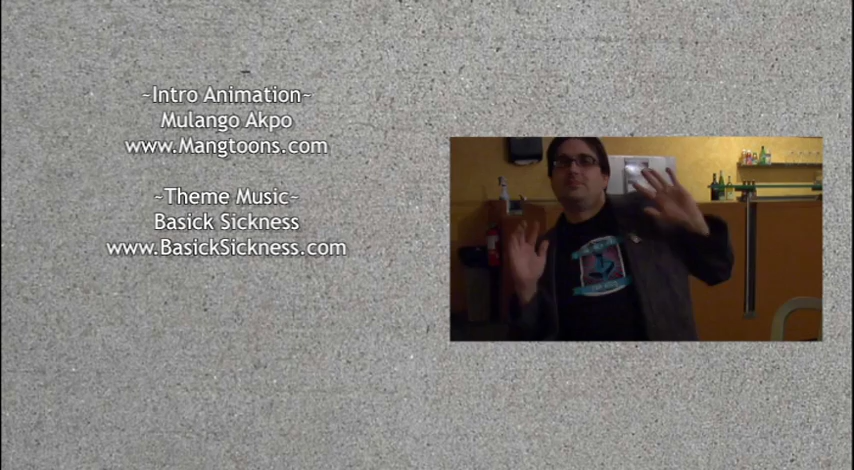 ~Intro Animation~
Mulango Akpo
www.Mangtoons.com
~Theme Music~
Basick Sickness
www.BasickSickness.com